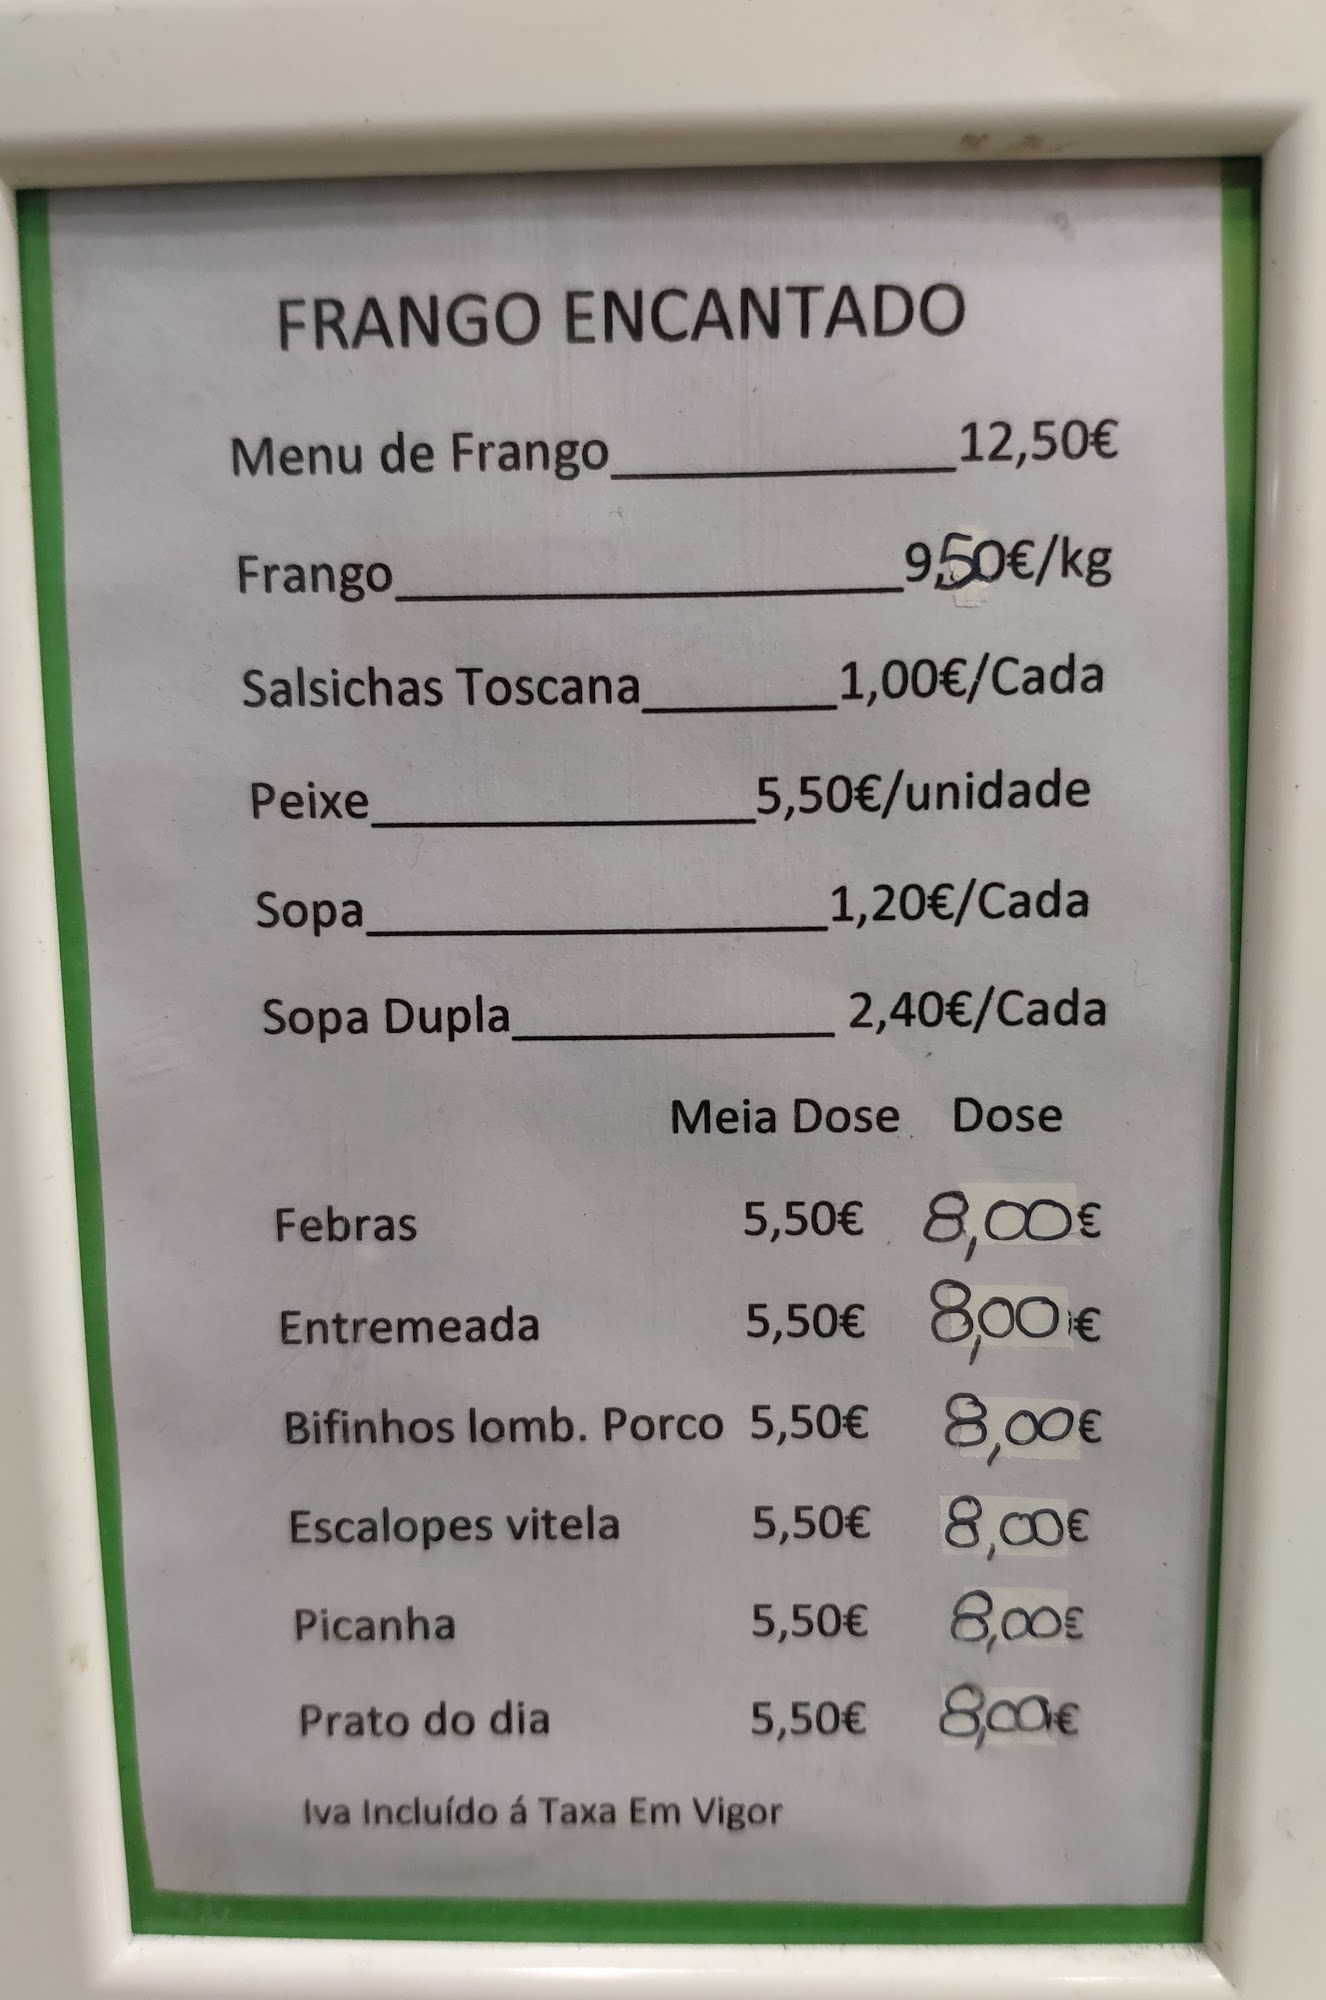 FRANGO ENCANTADO
Menu de Frango 12,50€
Frango 9,50€/kg
Salsichas Toscana 1,00€/Cada
Peixe 5,50€/unidade
Sopa 1,20€/Cada
Sopa Dupla 2,40€/Cada
Meia Dose Dose
Febras 5,50€ 8,00€
Entremeada 5,50€ 8,00€
Bifinhos lomb. Porco 5,50€ 8,00€
Escalopes vitela 5,50€ 8,00€
Picanha 5,50€ 8,00€
Prato do dia 5,50€ 8,00€
Iva Incluído á Taxa Em Vigor